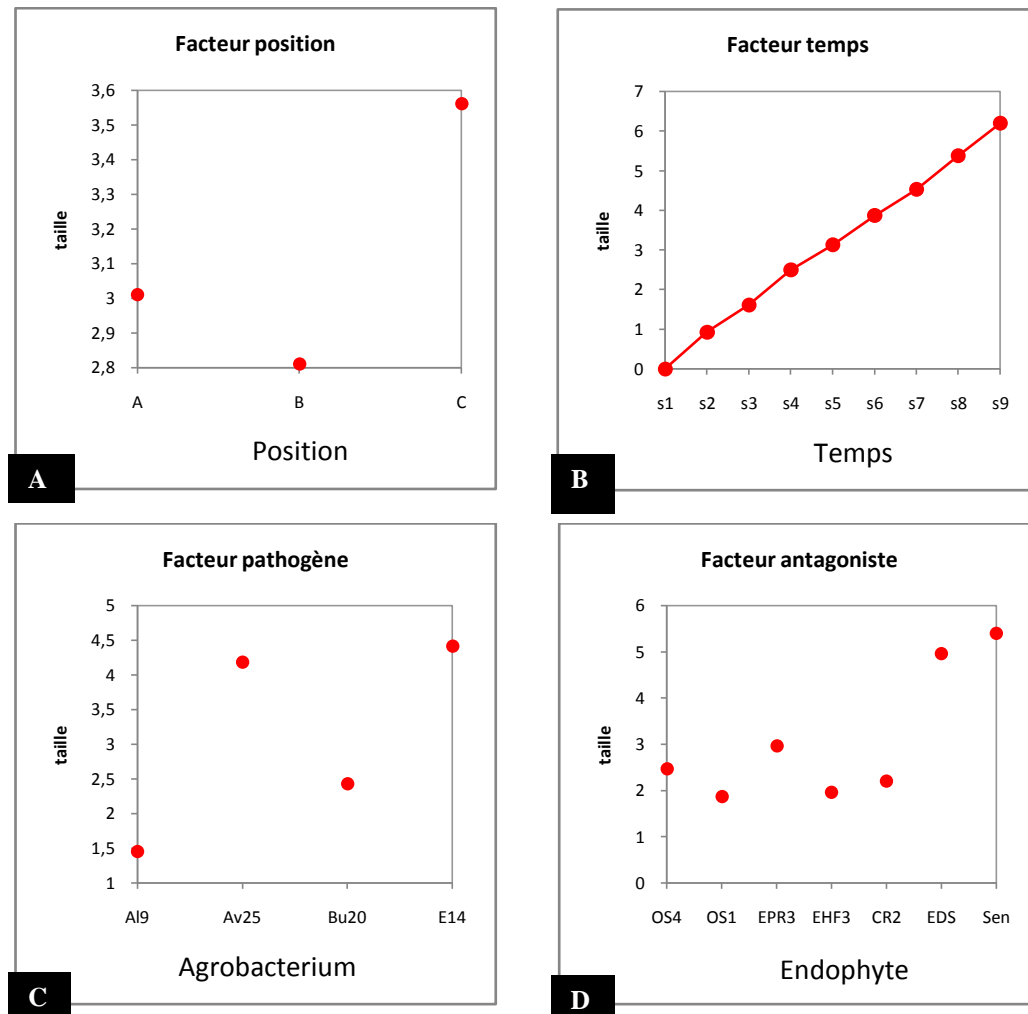 Facteur position
3,6
3,5
3,4
3,3
3,2
3,1
3
2,9
2,8
taille
A B C
Position
A
Facteur temps
7
6
5
4
3
2
1
0
taille
s1 s2 s3 s4 s5 s6 s7 s8 s9
Temps
B
Facteur pathogène
5
4,5
4
3,5
3
2,5
2
1,5
1
taille
Al9 Av25 Bu20 E14
Agrobacterium
C
Facteur antagoniste
6
5
4
3
2
1
0
taille
OS4 OS1 EPR3 EHF3 CR2 EDS Sen
Endophyte
D